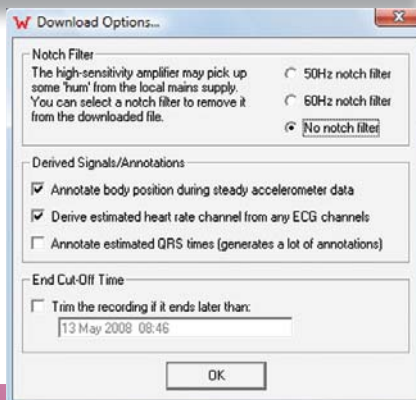 Download Options...
Notch Filter
The high-sensitivity amplifier may pick up
some 'hum' from the local mains supply.
You can select a notch filter to remove it
from the downloaded file.
50Hz notch filter
60Hz notch filter
No notch filter
Derived Signals/Annotations
Annotate body position during steady accelerometer data
Derive estimated heart rate channel from any ECG channels
Annotate estimated QRS times (generates a lot of annotations)
End Cut-Off Time
Trim the recording if it ends later than:
13 May 2008 08:46
OK